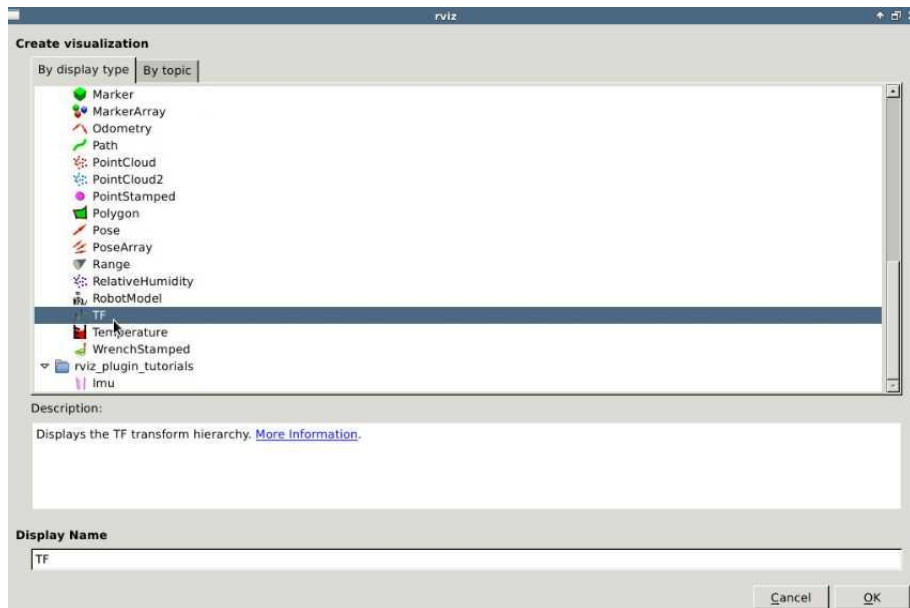 rviz
Create visualization
By display type By topic
Marker
MarkerArray
Odometry
Path
PointCloud
PointCloud2
PointStamped
Polygon
Pose
PoseArray
Range
RelativeHumidity
RobotModel
TF
Temperature
WrenchStamped
rviz_plugin_tutorials
Imu
Description:
Displays the TF transform hierarchy. More Information.
Display Name
TF
Cancel OK